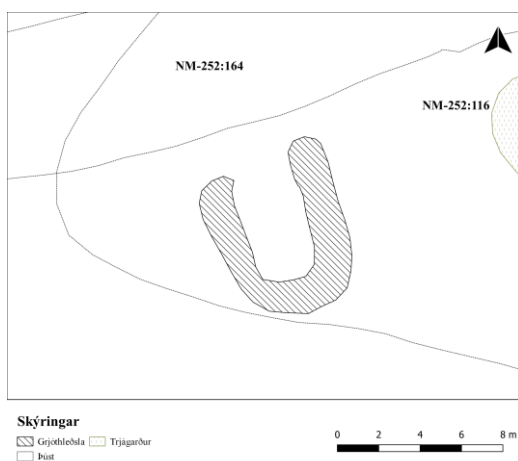 NM-252:164
NM-252:116
Skýringar
Grjóthleðsla Trjágarður
Þúst
0 2 4 6 8 m